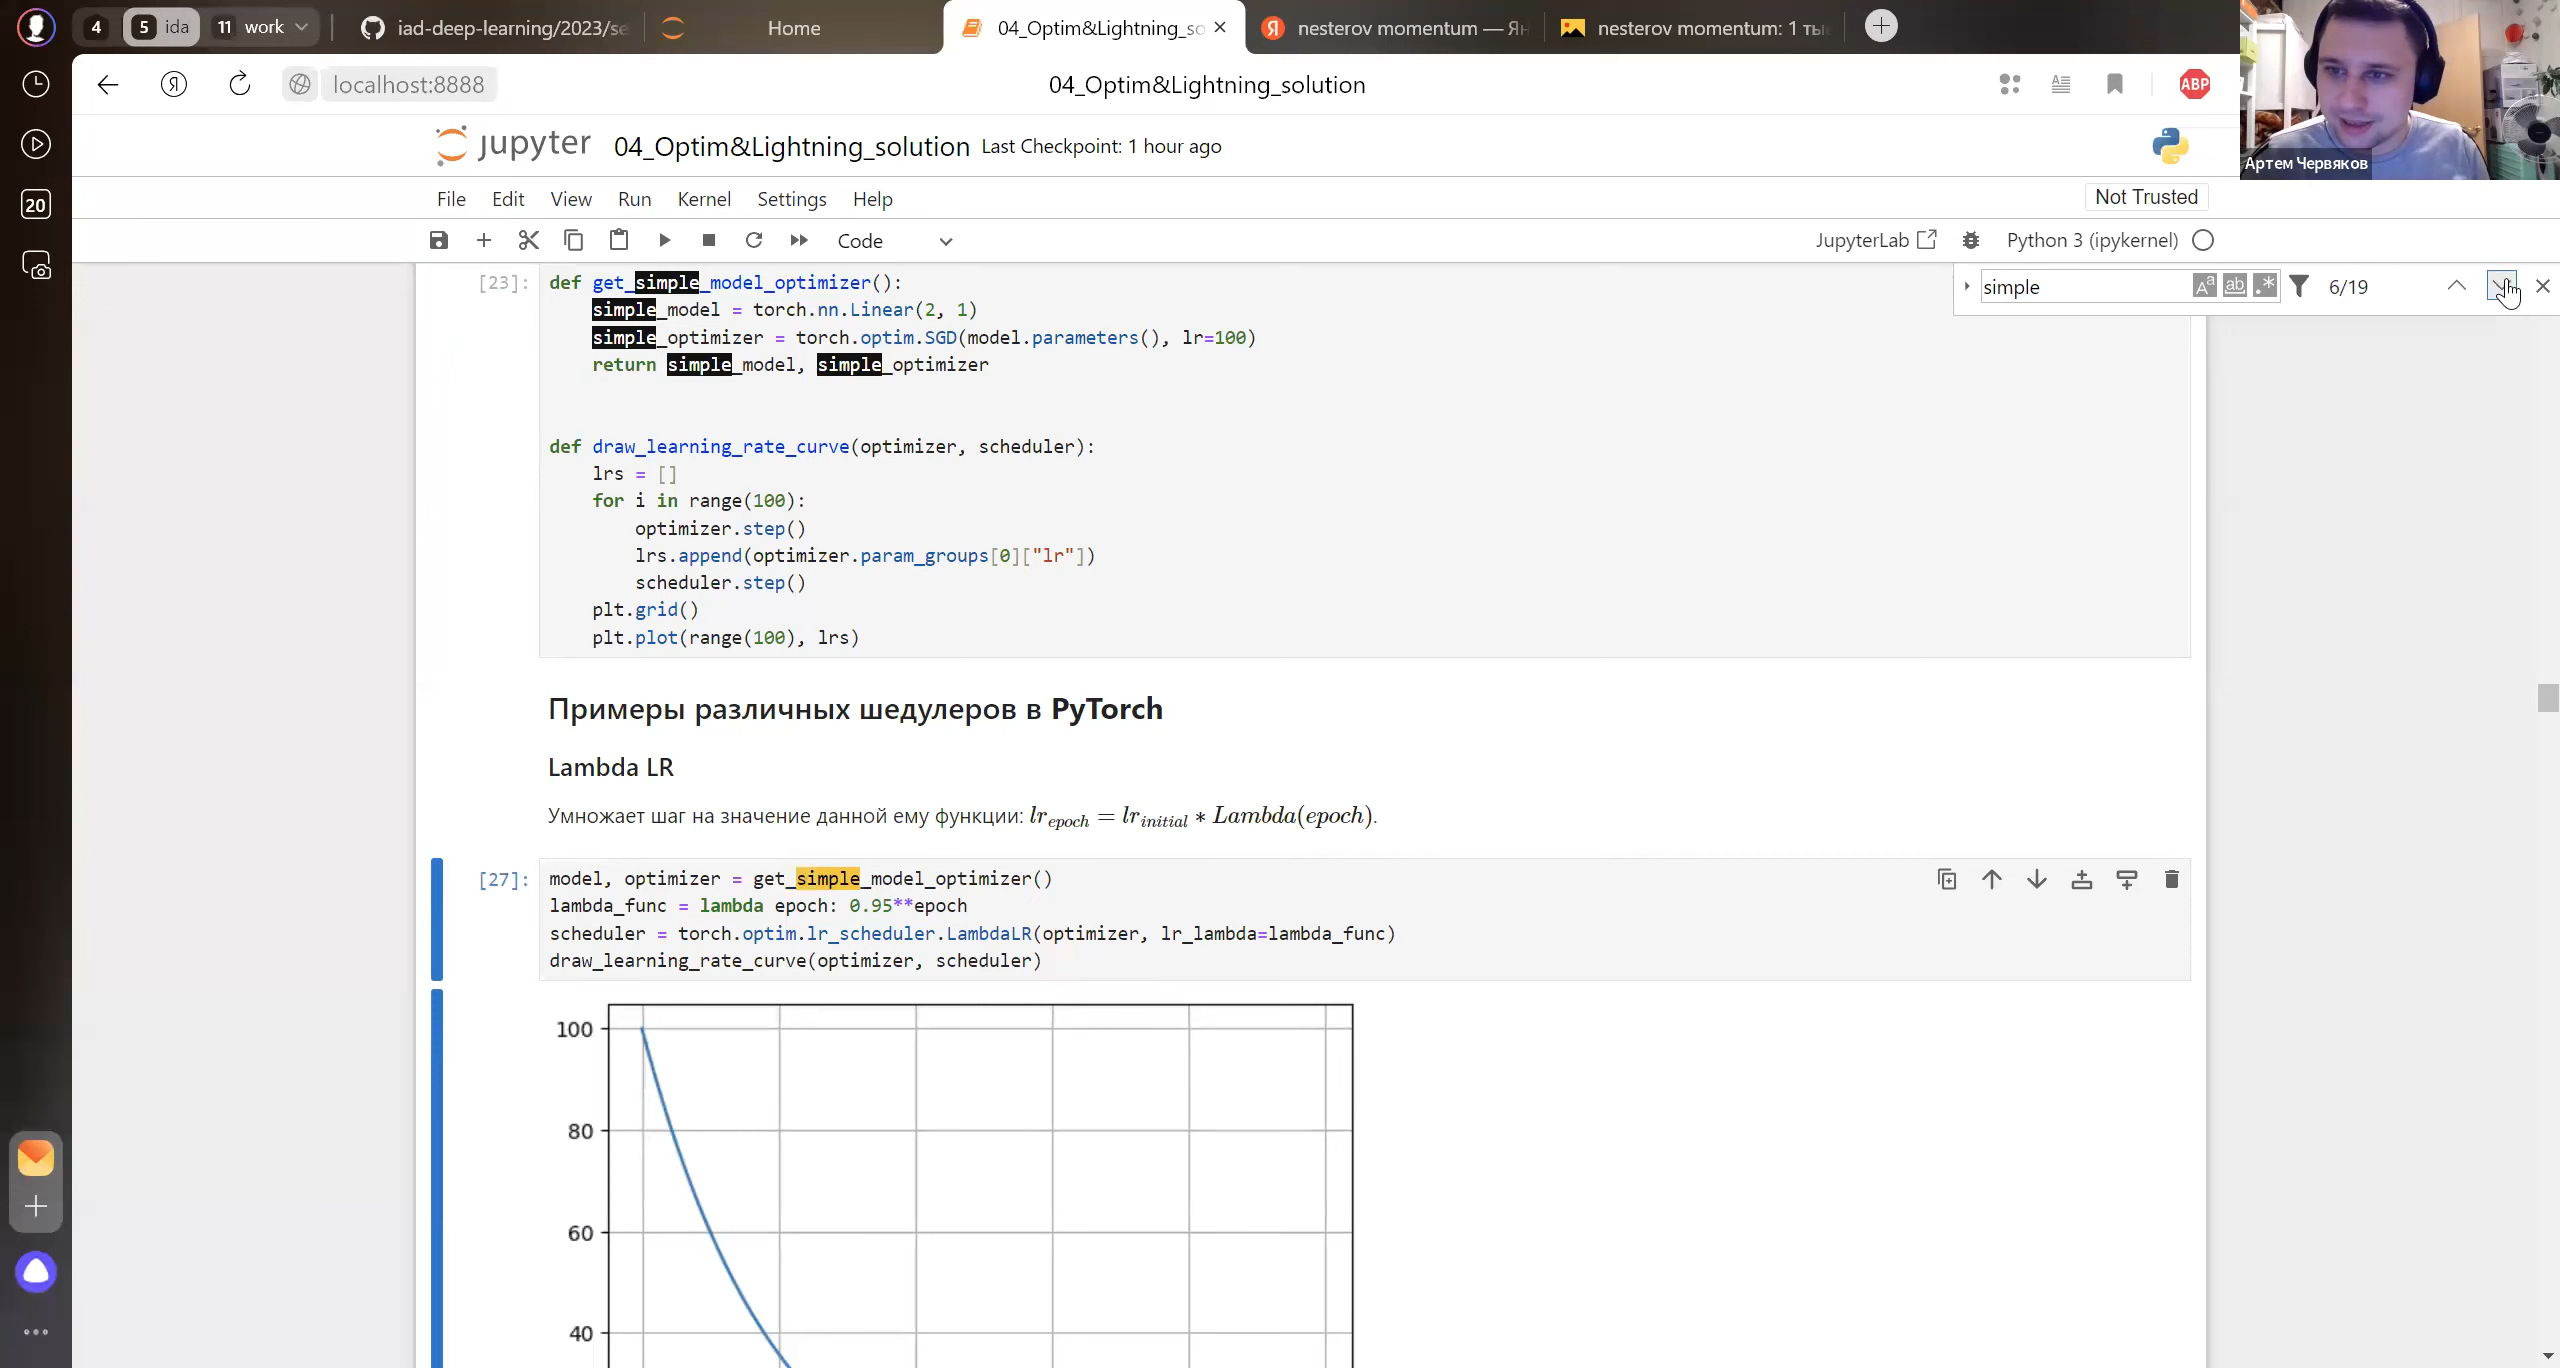 4
5 ida
11 work
iad-deep-learning/2023/se
Home
04_Optim&Lightning_so
nesterov momentum — Ян
nesterov momentum: 1 ты
localhost:8888
04_Optim&Lightning_solution
ABP
20
Артем Червяков
jupyter 04_Optim&Lightning_solution Last Checkpoint: 1 hour ago
File Edit View Run Kernel Settings Help
Not Trusted
Code
JupyterLab
Python 3 (ipykernel)
simple
Aa ab .*
6/19
[23]: def get_simple_model_optimizer():
simple_model = torch.nn.Linear(2, 1)
simple_optimizer = torch.optim.SGD(model.parameters(), lr=100)
return simple_model, simple_optimizer
def draw_learning_rate_curve(optimizer, scheduler):
lrs = []
for i in range(100):
optimizer.step()
lrs.append(optimizer.param_groups[0]["lr"])
scheduler.step()
plt.grid()
plt.plot(range(100), lrs)
Примеры различных шедулеров в PyTorch
Lambda LR
Умножает шаг на значение данной ему функции: lr_epoch = lr_initial * Lambda(epoch).
[27]: model, optimizer = get_simple_model_optimizer()
lambda_func = lambda epoch: 0.95**epoch
scheduler = torch.optim.lr_scheduler.LambdaLR(optimizer, lr_lambda=lambda_func)
draw_learning_rate_curve(optimizer, scheduler)
100
80
60
40